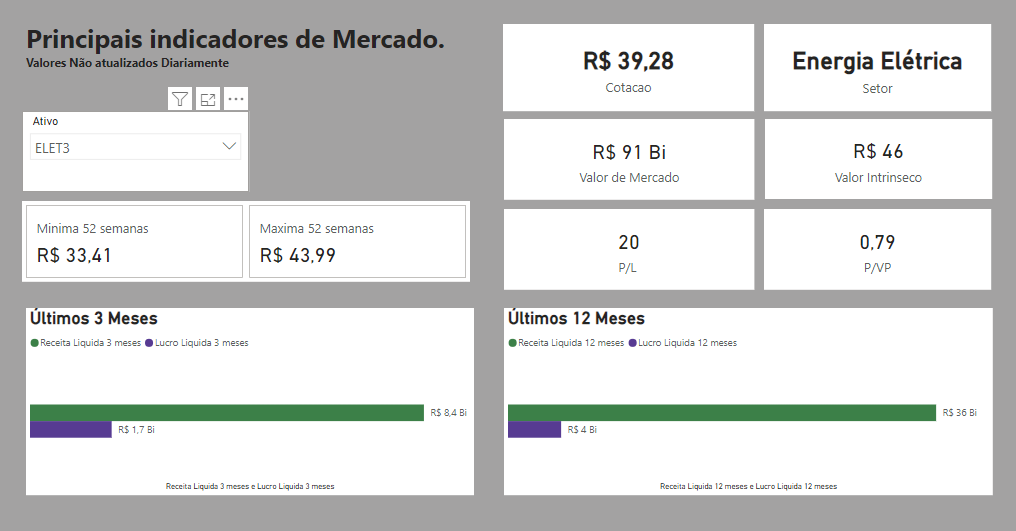 Principais indicadores de Mercado.
Valores Não atualizados Diariamente
Ativo
ELET3
Minima 52 semanas
R$ 33,41
Maxima 52 semanas
R$ 43,99
R$ 39,28
Cotacao
Energia Elétrica
Setor
R$ 91 Bi
Valor de Mercado
R$ 46
Valor Intrinseco
20
P/L
0,79
P/VP
Últimos 3 Meses
Receita Liquida 3 meses Lucro Liquida 3 meses
R$ 8,4 Bi
R$ 1,7 Bi
Receita Liquida 3 meses e Lucro Liquida 3 meses
Últimos 12 Meses
Receita Liquida 12 meses Lucro Liquida 12 meses
R$ 36 Bi
R$ 4 Bi
Receita Liquida 12 meses e Lucro Liquida 12 meses